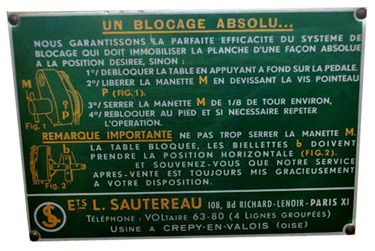 UN BLOCAGE ABSOLU...
NOUS GARANTISSONS LA PARFAITE EFFICACITE DU SYSTEME DE
BLOCAGE QUI DOIT IMMOBILISER LA PLANCHE D'UNE FAÇON ABSOLUE
A LA POSITION DESIREE, SINON :
1°/ DEBLOQUER LA TABLE EN APPUYANT A FOND SUR LA PEDALE.
2°/ LIBERER LA MANETTE M EN DEVISSANT LA VIS POINTEAU
P (FIG.1).
3°/ SERRER LA MANETTE M DE 1/8 DE TOUR ENVIRON,
4°/ REBLOQUER AU PIED ET SI NECESSAIRE REPETER
L'OPERATION.
M
P
FIG. 1
REMARQUE IMPORTANTE NE PAS TROP SERRER LA MANETTE M.
LA TABLE BLOQUEE, LES BIELLETTES b DOIVENT
PRENDRE LA POSITION HORIZONTALE (FIG.2).
ET SOUVENEZ-VOUS QUE NOTRE SERVICE
APRES-VENTE EST TOUJOURS MIS GRACIEUSEMENT
A VOTRE DISPOSITION.
b
FIG. 2
ETS L. SAUTEREAU 108, Bd RICHARD-LENOIR - PARIS XI
TÉLÉPHONE : VOLTAIRE 63-80 (4 LIGNES GROUPÉES)
USINE A CREPY-EN-VALOIS (OISE)